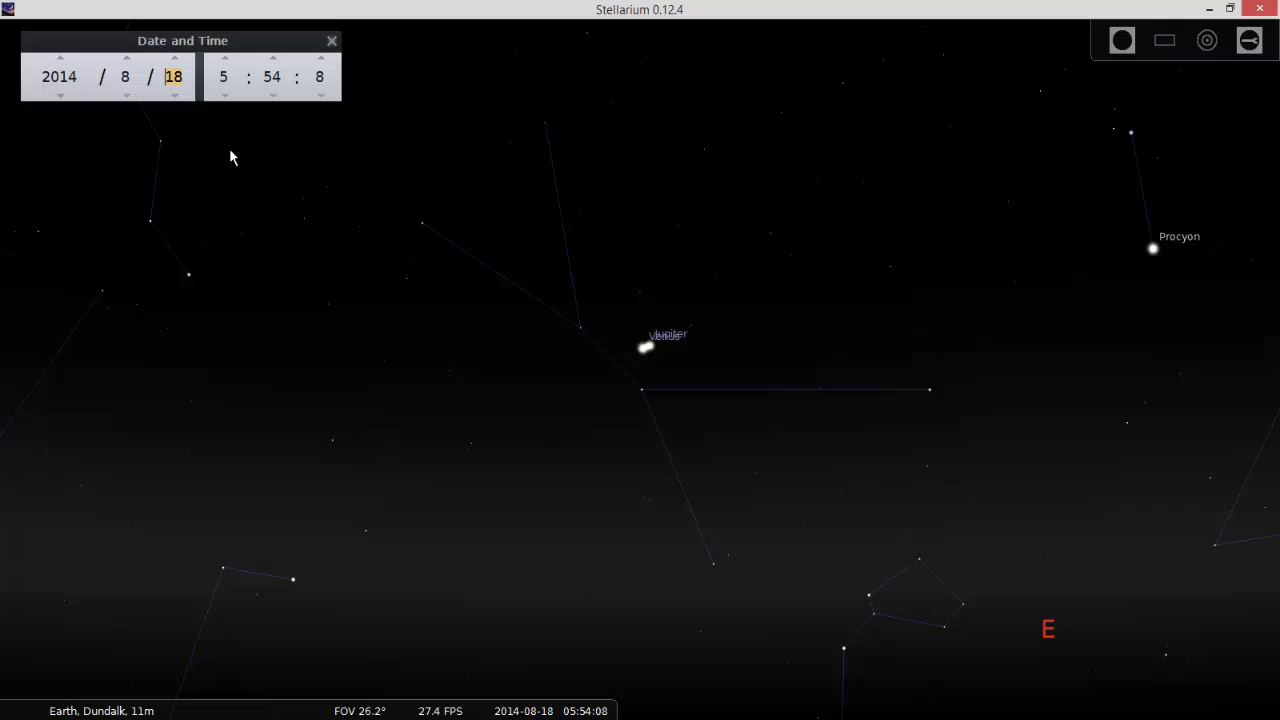 Stellarium 0.12.4
Date and Time
2014 / 8 / 18 5 : 54 : 8
Procyon
Jupiter
Venus
E
Earth, Dundalk, 11m FOV 26.2° 27.4 FPS 2014-08-18 05:54:08